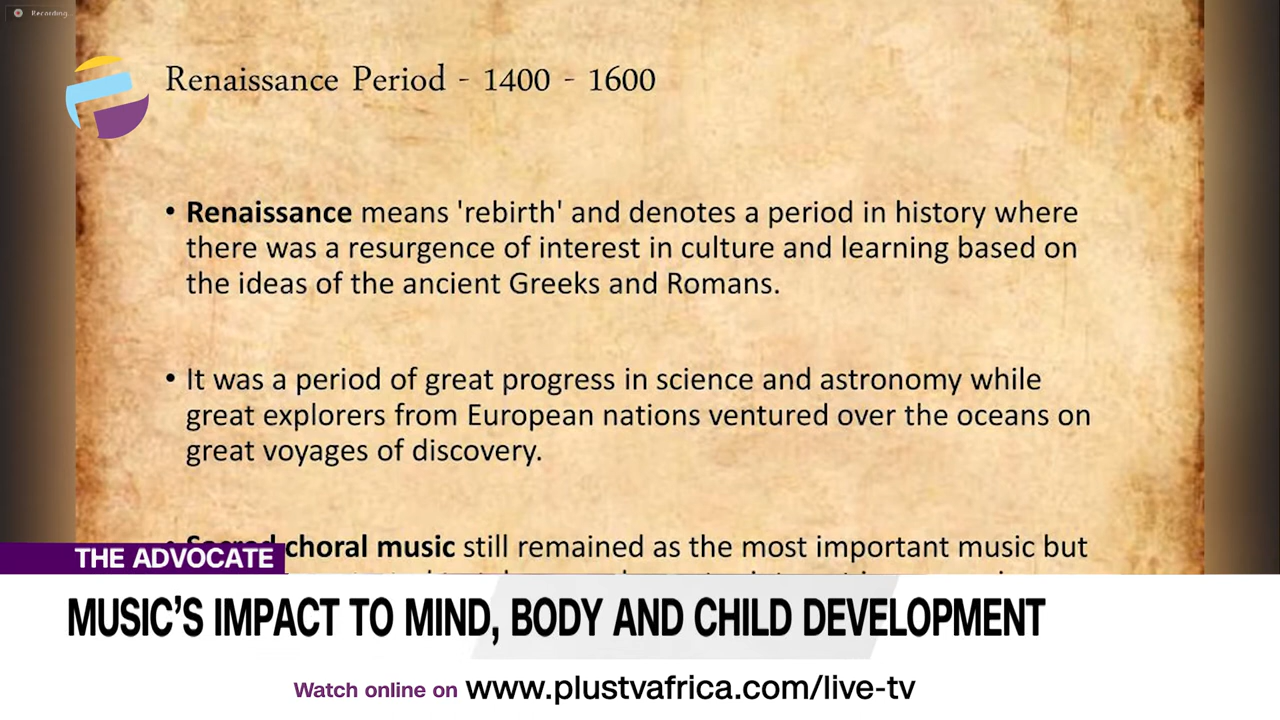 Recording...
Renaissance Period - 1400 - 1600
• Renaissance means 'rebirth' and denotes a period in history where
there was a resurgence of interest in culture and learning based on
the ideas of the ancient Greeks and Romans.
• It was a period of great progress in science and astronomy while
great explorers from European nations ventured over the oceans on
great voyages of discovery.
• Sacred choral music still remained as the most important music but
THE ADVOCATE
MUSIC'S IMPACT TO MIND, BODY AND CHILD DEVELOPMENT
Watch online on www.plustvafrica.com/live-tv